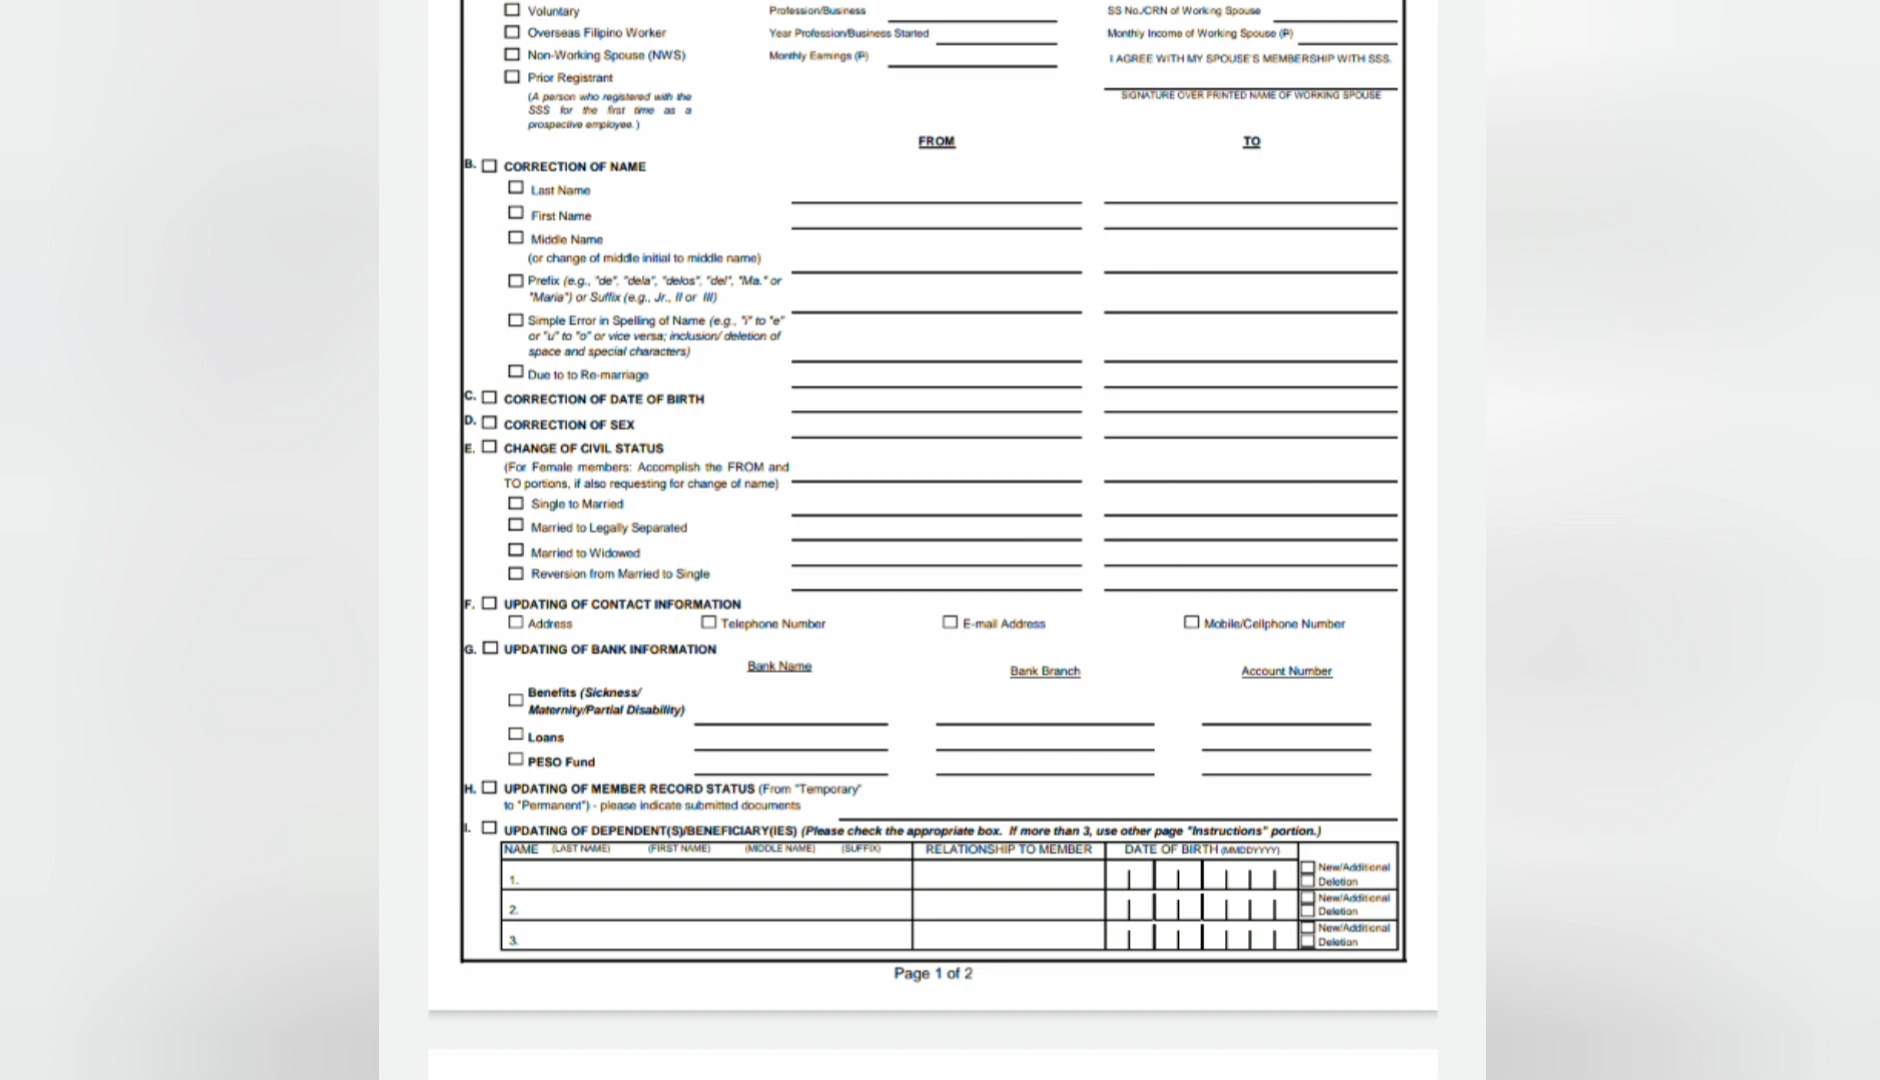 Voluntary Profession/Business SS No./CRN of Working Spouse
Overseas Filipino Worker Year Profession/Business Started Monthly Income of Working Spouse (₱)
Non-Working Spouse (NWS) Monthly Earnings (₱) I AGREE WITH MY SPOUSE'S MEMBERSHIP WITH SSS.
Prior Registrant
(A person who registered with the SIGNATURE OVER PRINTED NAME OF WORKING SPOUSE
SSS for the first time as a
prospective employee.)
FROM TO
B. CORRECTION OF NAME
Last Name
First Name
Middle Name
(or change of middle initial to middle name)
Prefix (e.g., "de", "dela", "delos", "del", "Ma." or
"Maria") or Suffix (e.g., Jr., II or III)
Simple Error in Spelling of Name (e.g., "i" to "e"
or "u" to "o" or vice versa; inclusion/ deletion of
space and special characters)
Due to to Re-marriage
C. CORRECTION OF DATE OF BIRTH
D. CORRECTION OF SEX
E. CHANGE OF CIVIL STATUS
(For Female members: Accomplish the FROM and
TO portions, if also requesting for change of name)
Single to Married
Married to Legally Separated
Married to Widowed
Reversion from Married to Single
F. UPDATING OF CONTACT INFORMATION
Address Telephone Number E-mail Address Mobile/Cellphone Number
G. UPDATING OF BANK INFORMATION
Bank Name Bank Branch Account Number
Benefits (Sickness/
Maternity/Partial Disability)
Loans
PESO Fund
H. UPDATING OF MEMBER RECORD STATUS (From "Temporary"
to "Permanent") - please indicate submitted documents
I. UPDATING OF DEPENDENT(S)/BENEFICIARY(IES) (Please check the appropriate box. If more than 3, use other page "Instructions" portion.)
NAME (LAST NAME) (FIRST NAME) (MIDDLE NAME) (SUFFIX) RELATIONSHIP TO MEMBER DATE OF BIRTH (MMDDYYYY)
1. New/Additional
Deletion
2. New/Additional
Deletion
3. New/Additional
Deletion
Page 1 of 2